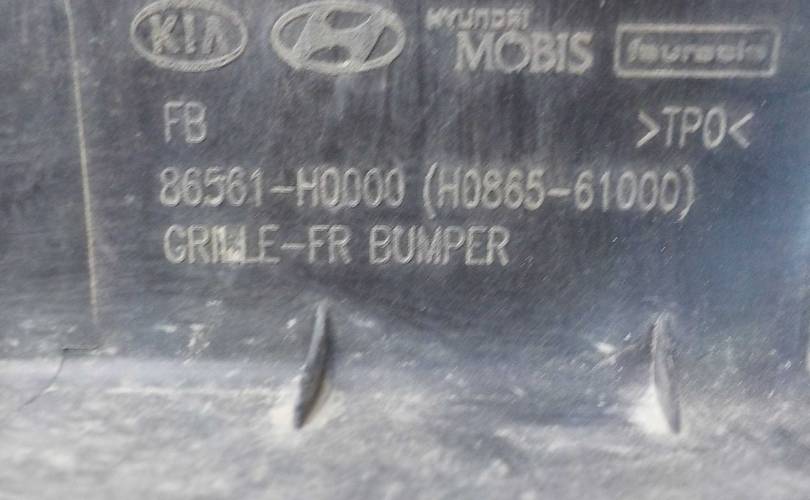 KIA HYUNDAI MOBIS faurecia
FB >TPO<
86561-H0000 (H0865-61000)
GRILLE-FR BUMPER